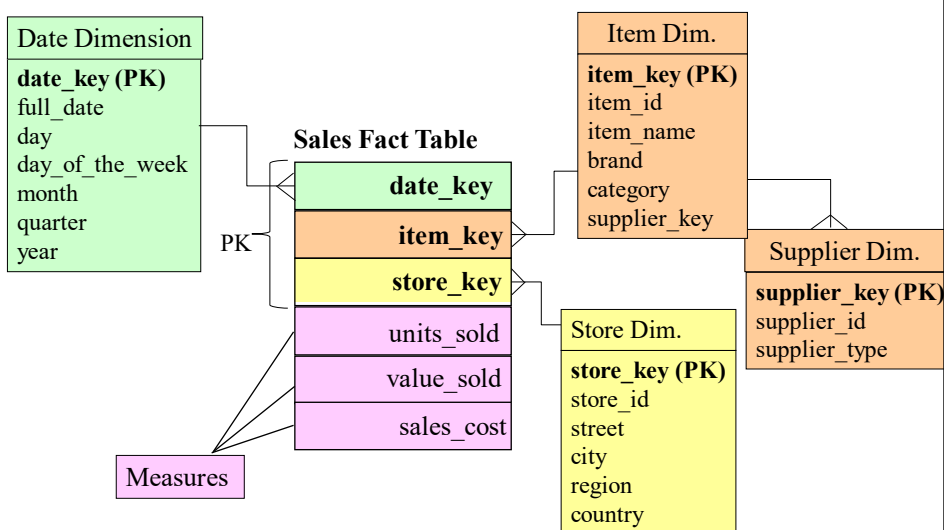 Date Dimension
date_key (PK)
full_date
day
day_of_the_week
month
quarter
year
Sales Fact Table
PK
date_key
item_key
store_key
units_sold
value_sold
sales_cost
Measures
Item Dim.
item_key (PK)
item_id
item_name
brand
category
supplier_key
Supplier Dim.
supplier_key (PK)
supplier_id
supplier_type
Store Dim.
store_key (PK)
store_id
street
city
region
country